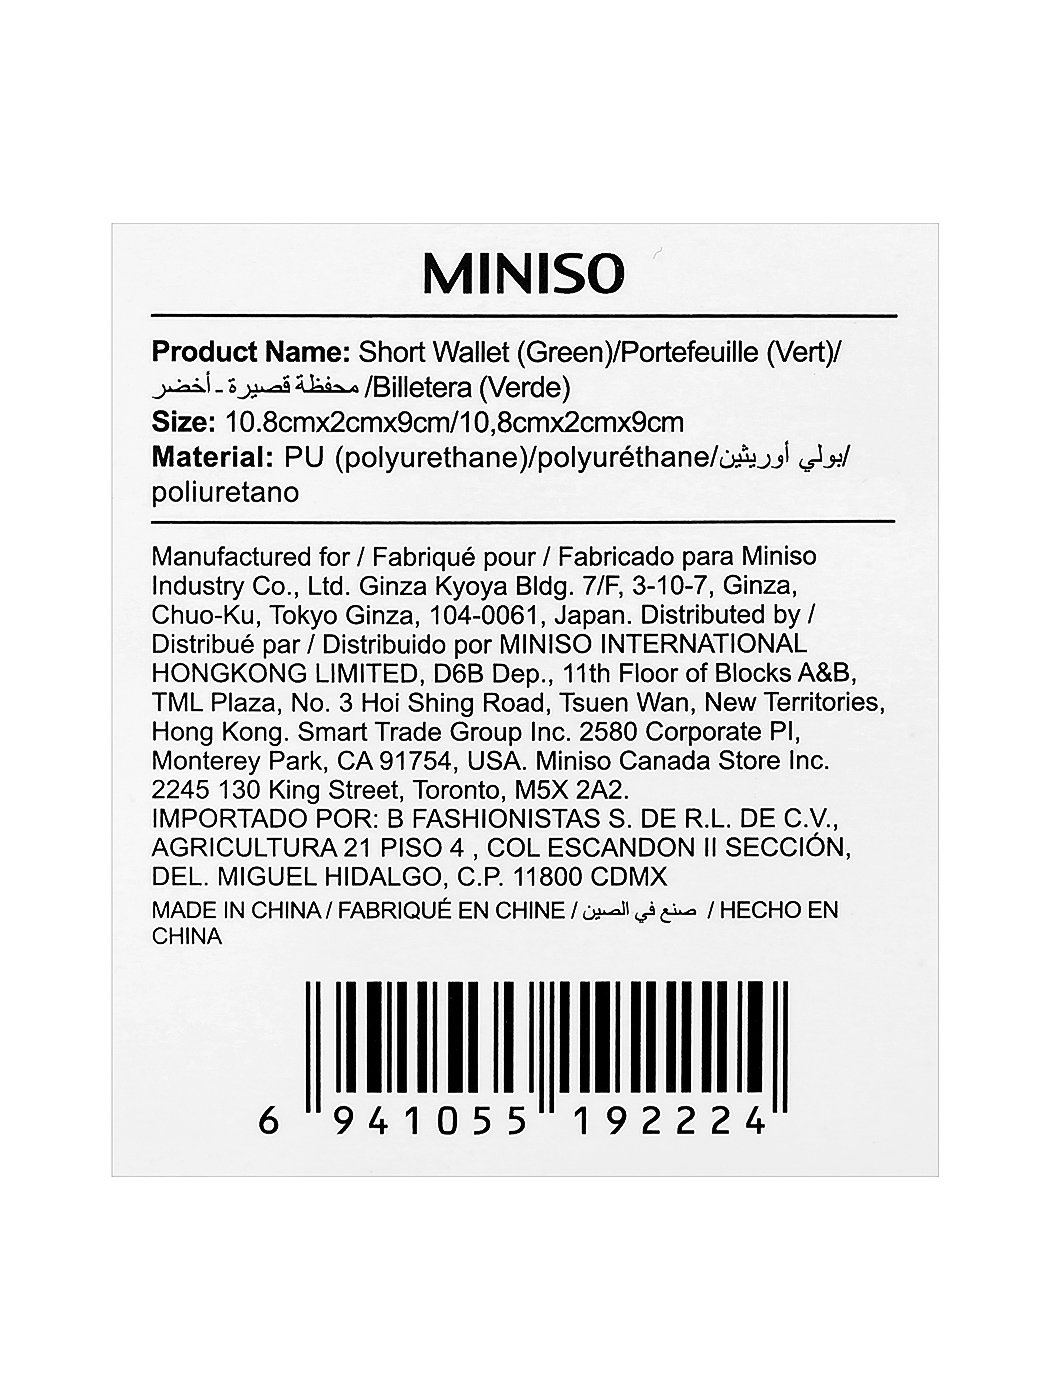 MINISO
Product Name: Short Wallet (Green)/Portefeuille (Vert)/
محفظة قصيرة - أخضر /Billetera (Verde)
Size: 10.8cmx2cmx9cm/10,8cmx2cmx9cm
Material: PU (polyurethane)/polyuréthane/بولي أوريثين/
poliuretano
Manufactured for / Fabriqué pour / Fabricado para Miniso
Industry Co., Ltd. Ginza Kyoya Bldg. 7/F, 3-10-7, Ginza,
Chuo-Ku, Tokyo Ginza, 104-0061, Japan. Distributed by /
Distribué par / Distribuido por MINISO INTERNATIONAL
HONGKONG LIMITED, D6B Dep., 11th Floor of Blocks A&B,
TML Plaza, No. 3 Hoi Shing Road, Tsuen Wan, New Territories,
Hong Kong. Smart Trade Group Inc. 2580 Corporate Pl,
Monterey Park, CA 91754, USA. Miniso Canada Store Inc.
2245 130 King Street, Toronto, M5X 2A2.
IMPORTADO POR: B FASHIONISTAS S. DE R.L. DE C.V.,
AGRICULTURA 21 PISO 4 , COL ESCANDON II SECCIÓN,
DEL. MIGUEL HIDALGO, C.P. 11800 CDMX
MADE IN CHINA / FABRIQUÉ EN CHINE / صنع في الصين / HECHO EN
CHINA
6 941055 192224